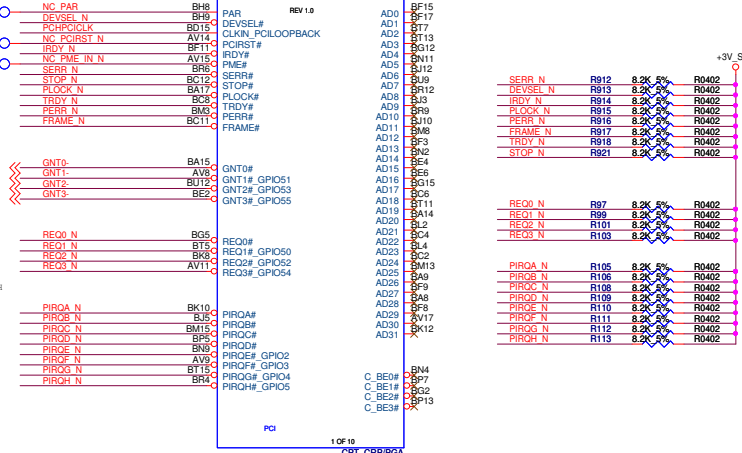 REV 1.0
NC_PAR BH8 PAR
DEVSEL_N BH9 DEVSEL#
PCHPCICLK BD15 CLKIN_PCILOOPBACK
NC_PCIRST_N AV14 PCIRST#
IRDY_N BF11 IRDY#
NC_PME_IN_N AV15 PME#
SERR_N BR6 SERR#
STOP_N BC12 STOP#
PLOCK_N BA17 PLOCK#
TRDY_N BC8 TRDY#
PERR_N BM3 PERR#
FRAME_N BC11 FRAME#
GNT0- BA15 GNT0#
GNT1- AV8 GNT1#_GPIO51
GNT2- BU12 GNT2#_GPIO53
GNT3- BE2 GNT3#_GPIO55
REQ0_N BG5 REQ0#
REQ1_N BT5 REQ1#_GPIO50
REQ2_N BK8 REQ2#_GPIO52
REQ3_N AV11 REQ3#_GPIO54
PIRQA_N BK10 PIRQA#
PIRQB_N BJ5 PIRQB#
PIRQC_N BM15 PIRQC#
PIRQD_N BP5 PIRQD#
PIRQE_N BN9 PIRQE#_GPIO2
PIRQF_N AV9 PIRQF#_GPIO3
PIRQG_N BT15 PIRQG#_GPIO4
PIRQH_N BR4 PIRQH#_GPIO5
AD0 BF15
AD1 BF17
AD2 BT7
AD3 BT13
AD4 BG12
AD5 BN11
AD6 BJ12
AD7 BU9
AD8 BR12
AD9 BJ3
AD10 BR9
AD11 BJ10
AD12 BM8
AD13 BF3
AD14 BN2
AD15 BE4
AD16 BE6
AD17 BG15
AD18 BC6
AD19 BT11
AD20 BA14
AD21 BL2
AD22 BC4
AD23 BL4
AD24 BC2
AD25 BM13
AD26 BA9
AD27 BF9
AD28 BA8
AD29 BF8
AD30 AV17
AD31 BK12
C_BE0# BN4
C_BE1# BP7
C_BE2# BG2
C_BE3# BP13
PCI
1 OF 10
CPT_CRB/BGA
+3V_S
SERR_N R912 8.2K_5% R0402
DEVSEL_N R913 8.2K_5% R0402
IRDY_N R914 8.2K_5% R0402
PLOCK_N R915 8.2K_5% R0402
PERR_N R916 8.2K_5% R0402
FRAME_N R917 8.2K_5% R0402
TRDY_N R918 8.2K_5% R0402
STOP_N R921 8.2K_5% R0402
REQ0_N R97 8.2K_5% R0402
REQ1_N R99 8.2K_5% R0402
REQ2_N R101 8.2K_5% R0402
REQ3_N R103 8.2K_5% R0402
PIRQA_N R105 8.2K_5% R0402
PIRQB_N R106 8.2K_5% R0402
PIRQC_N R108 8.2K_5% R0402
PIRQD_N R109 8.2K_5% R0402
PIRQE_N R110 8.2K_5% R0402
PIRQF_N R111 8.2K_5% R0402
PIRQG_N R112 8.2K_5% R0402
PIRQH_N R113 8.2K_5% R0402